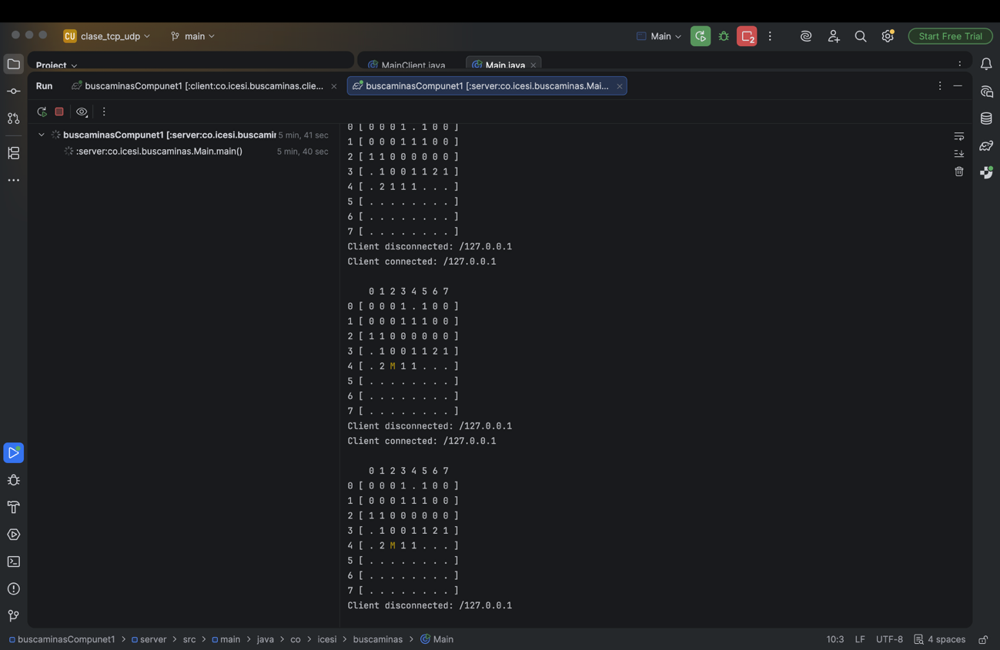 CU clase_tcp_udp main Main 2 Start Free Trial
Project MainClient.java Main.java
Run buscaminasCompunet1 [:client:co.icesi.buscaminas.clie... buscaminasCompunet1 [:server:co.icesi.buscaminas.Mai...
buscaminasCompunet1 [:server:co.icesi.buscamin 5 min, 41 sec
:server:co.icesi.buscaminas.Main.main() 5 min, 40 sec
0 [ 0 0 0 1 . 1 0 0 ]
1 [ 0 0 0 1 1 1 0 0 ]
2 [ 1 1 0 0 0 0 0 0 ]
3 [ . 1 0 0 1 1 2 1 ]
4 [ . 2 1 1 1 . . . ]
5 [ . . . . . . . . ]
6 [ . . . . . . . . ]
7 [ . . . . . . . . ]
Client disconnected: /127.0.0.1
Client connected: /127.0.0.1
0 1 2 3 4 5 6 7
0 [ 0 0 0 1 . 1 0 0 ]
1 [ 0 0 0 1 1 1 0 0 ]
2 [ 1 1 0 0 0 0 0 0 ]
3 [ . 1 0 0 1 1 2 1 ]
4 [ . 2 M 1 1 . . . ]
5 [ . . . . . . . . ]
6 [ . . . . . . . . ]
7 [ . . . . . . . . ]
Client disconnected: /127.0.0.1
Client connected: /127.0.0.1
0 1 2 3 4 5 6 7
0 [ 0 0 0 1 . 1 0 0 ]
1 [ 0 0 0 1 1 1 0 0 ]
2 [ 1 1 0 0 0 0 0 0 ]
3 [ . 1 0 0 1 1 2 1 ]
4 [ . 2 M 1 1 . . . ]
5 [ . . . . . . . . ]
6 [ . . . . . . . . ]
7 [ . . . . . . . . ]
Client disconnected: /127.0.0.1
buscaminasCompunet1 > server > src > main > java > co > icesi > buscaminas > Main 10:3 LF UTF-8 4 spaces